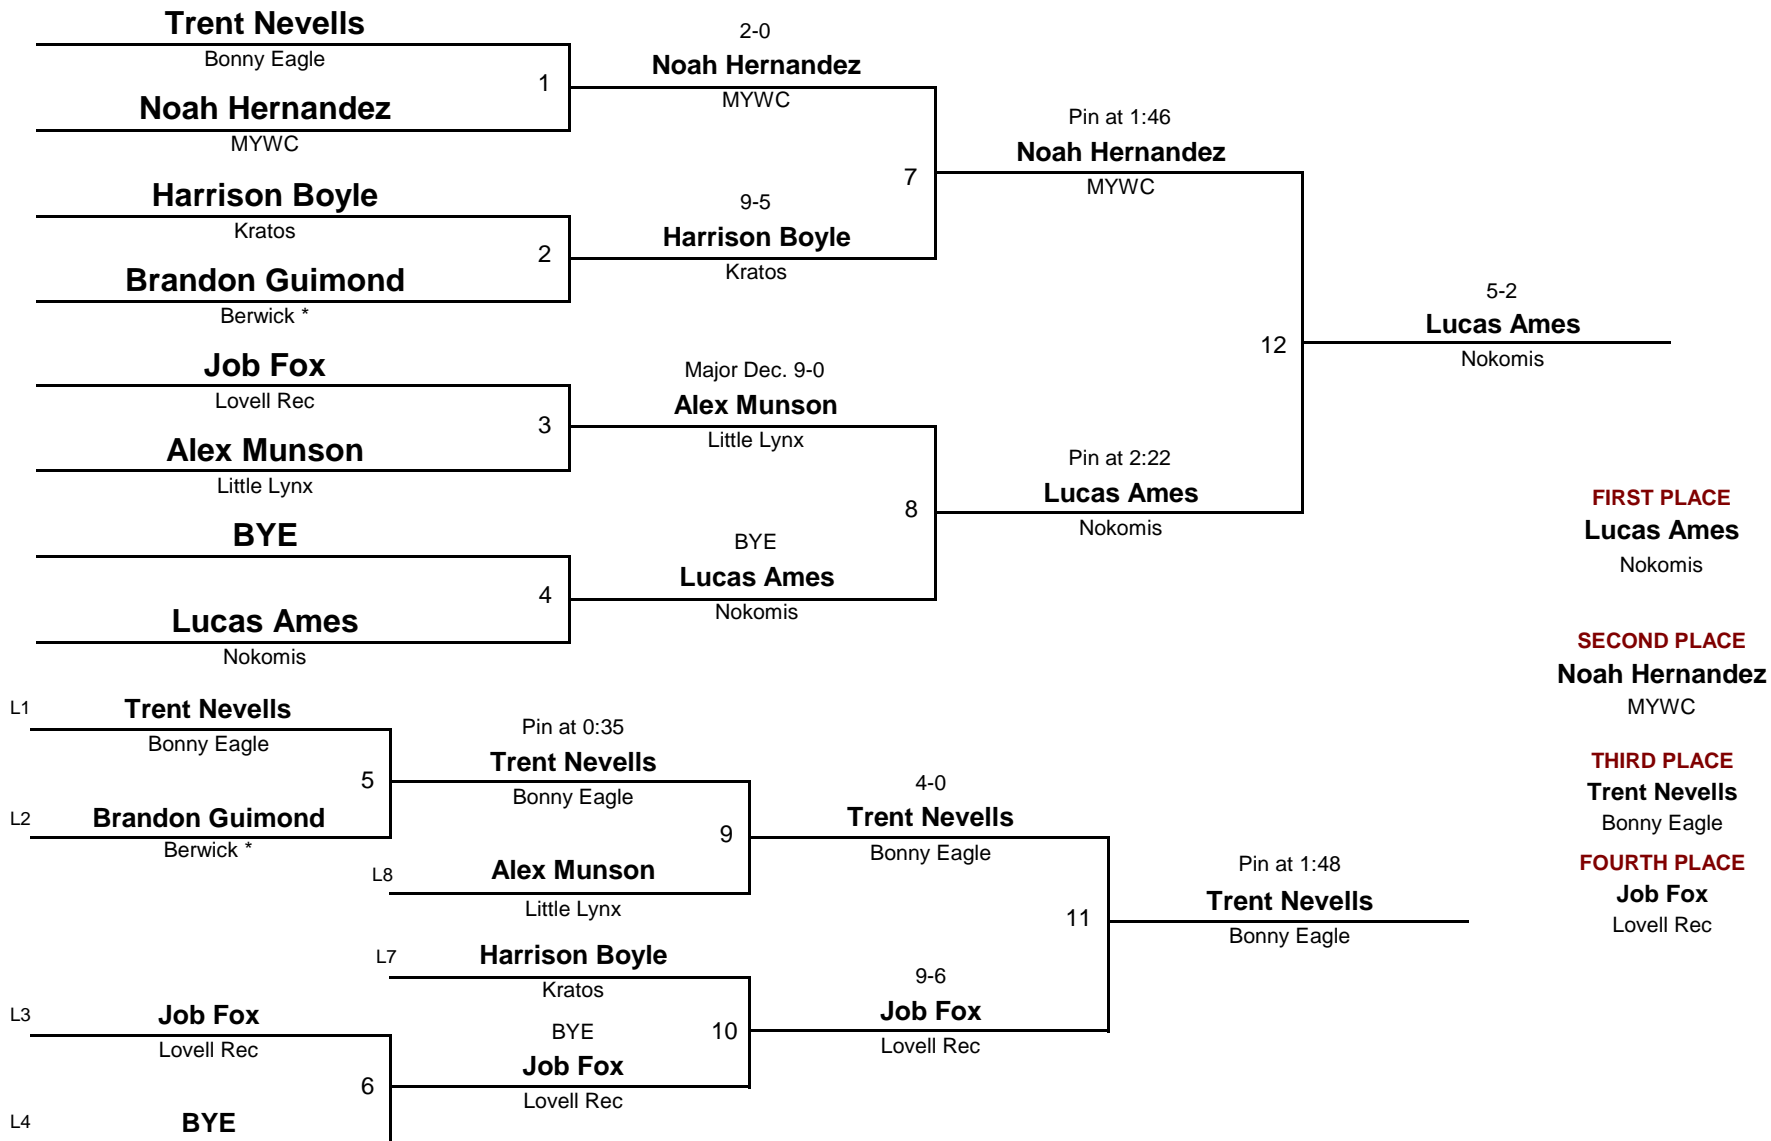 Trent Nevells
Bonny Eagle
1
Noah Hernandez
MYWC
Harrison Boyle
Kratos
2
Brandon Guimond
Berwick *
Job Fox
Lovell Rec
3
Alex Munson
Little Lynx
BYE
4
Lucas Ames
Nokomis
2-0
Noah Hernandez
MYWC
7
9-5
Harrison Boyle
Kratos
Major Dec. 9-0
Alex Munson
Little Lynx
8
BYE
Lucas Ames
Nokomis
Pin at 1:46
Noah Hernandez
MYWC
12
Pin at 2:22
Lucas Ames
Nokomis
5-2
Lucas Ames
Nokomis
FIRST PLACE
Lucas Ames
Nokomis
SECOND PLACE
Noah Hernandez
MYWC
THIRD PLACE
Trent Nevells
Bonny Eagle
FOURTH PLACE
Job Fox
Lovell Rec
L1
Trent Nevells
Bonny Eagle
5
L2
Brandon Guimond
Berwick *
L3
Job Fox
Lovell Rec
6
L4
BYE
Pin at 0:35
Trent Nevells
Bonny Eagle
9
L8
Alex Munson
Little Lynx
L7
Harrison Boyle
Kratos
10
BYE
Job Fox
Lovell Rec
4-0
Trent Nevells
Bonny Eagle
11
9-6
Job Fox
Lovell Rec
Pin at 1:48
Trent Nevells
Bonny Eagle